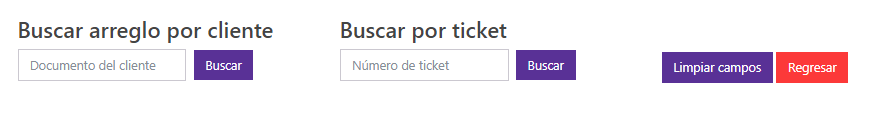 Buscar arreglo por cliente
Documento del cliente Buscar
Buscar por ticket
Número de ticket Buscar
Limpiar campos Regresar